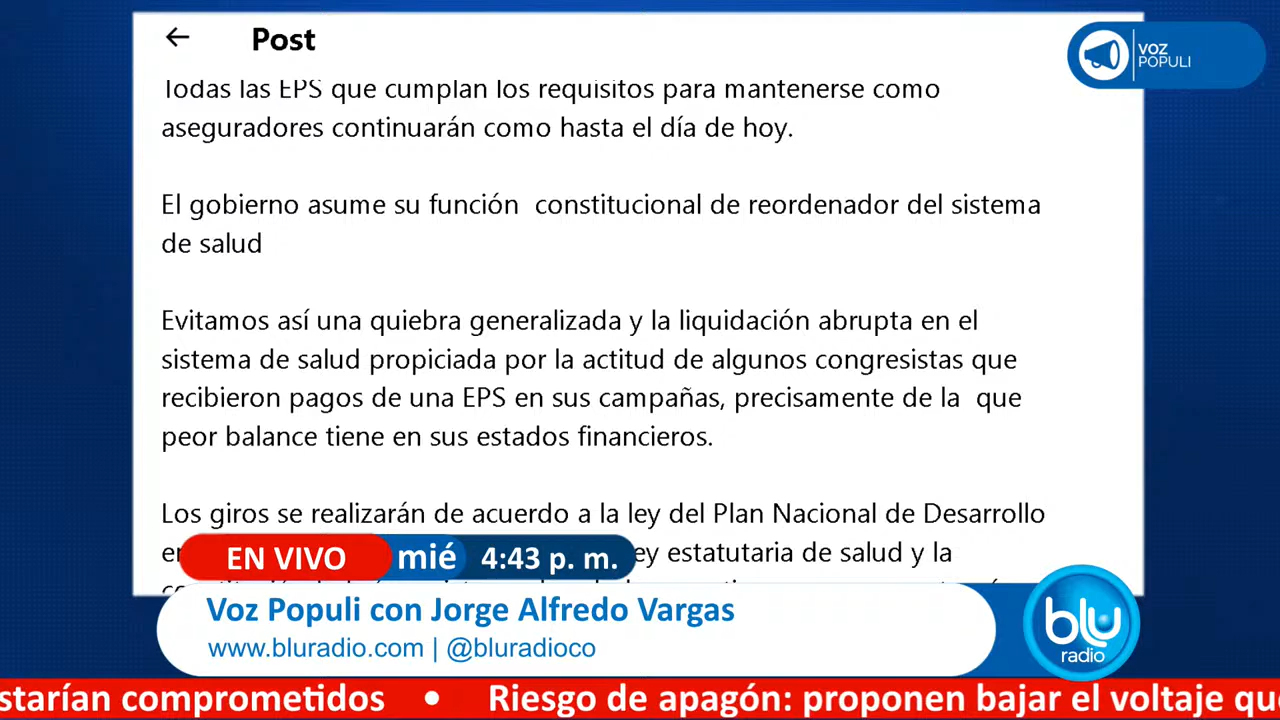 Post
VOZ
POPULI
Todas las EPS que cumplan los requisitos para mantenerse como
aseguradores continuarán como hasta el día de hoy.
El gobierno asume su función  constitucional de reordenador del sistema
de salud
Evitamos así una quiebra generalizada y la liquidación abrupta en el
sistema de salud propiciada por la actitud de algunos congresistas que
recibieron pagos de una EPS en sus campañas, precisamente de la  que
peor balance tiene en sus estados financieros.
Los giros se realizarán de acuerdo a la ley del Plan Nacional de Desarrollo
estatutaria de salud y la
EN VIVO mié 4:43 p. m.
Voz Populi con Jorge Alfredo Vargas
www.bluradio.com | @bluradioco
blu
radio
starían comprometidos • Riesgo de apagón: proponen bajar el voltaje qu